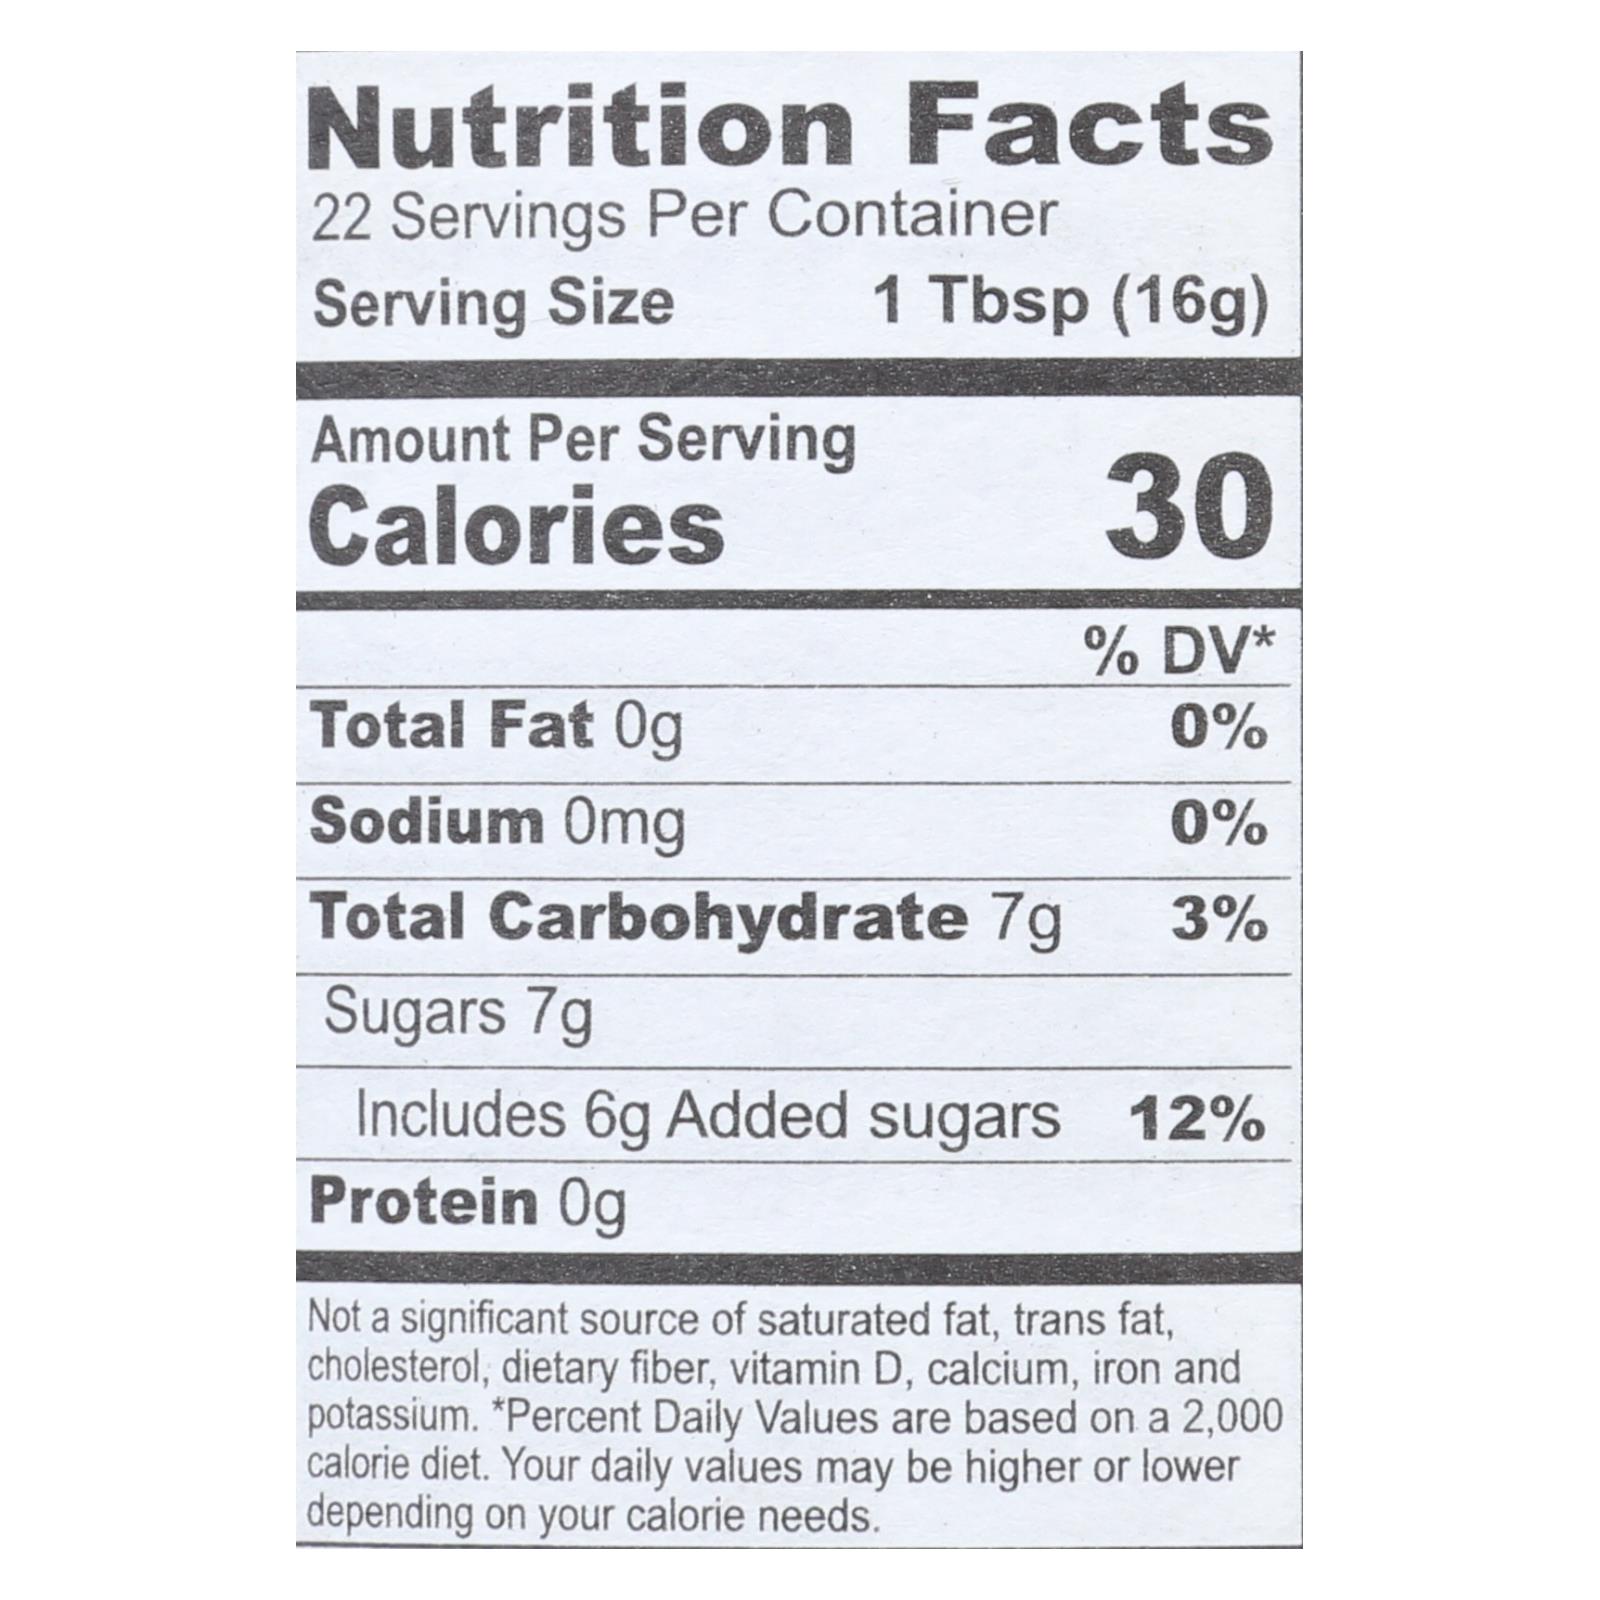 Nutrition Facts
22 Servings Per Container
Serving Size 1 Tbsp (16g)
Amount Per Serving
Calories 30
% DV*
Total Fat 0g 0%
Sodium 0mg 0%
Total Carbohydrate 7g 3%
Sugars 7g
Includes 6g Added sugars 12%
Protein 0g
Not a significant source of saturated fat, trans fat,
cholesterol, dietary fiber, vitamin D, calcium, iron and
potassium. *Percent Daily Values are based on a 2,000
calorie diet. Your daily values may be higher or lower
depending on your calorie needs.